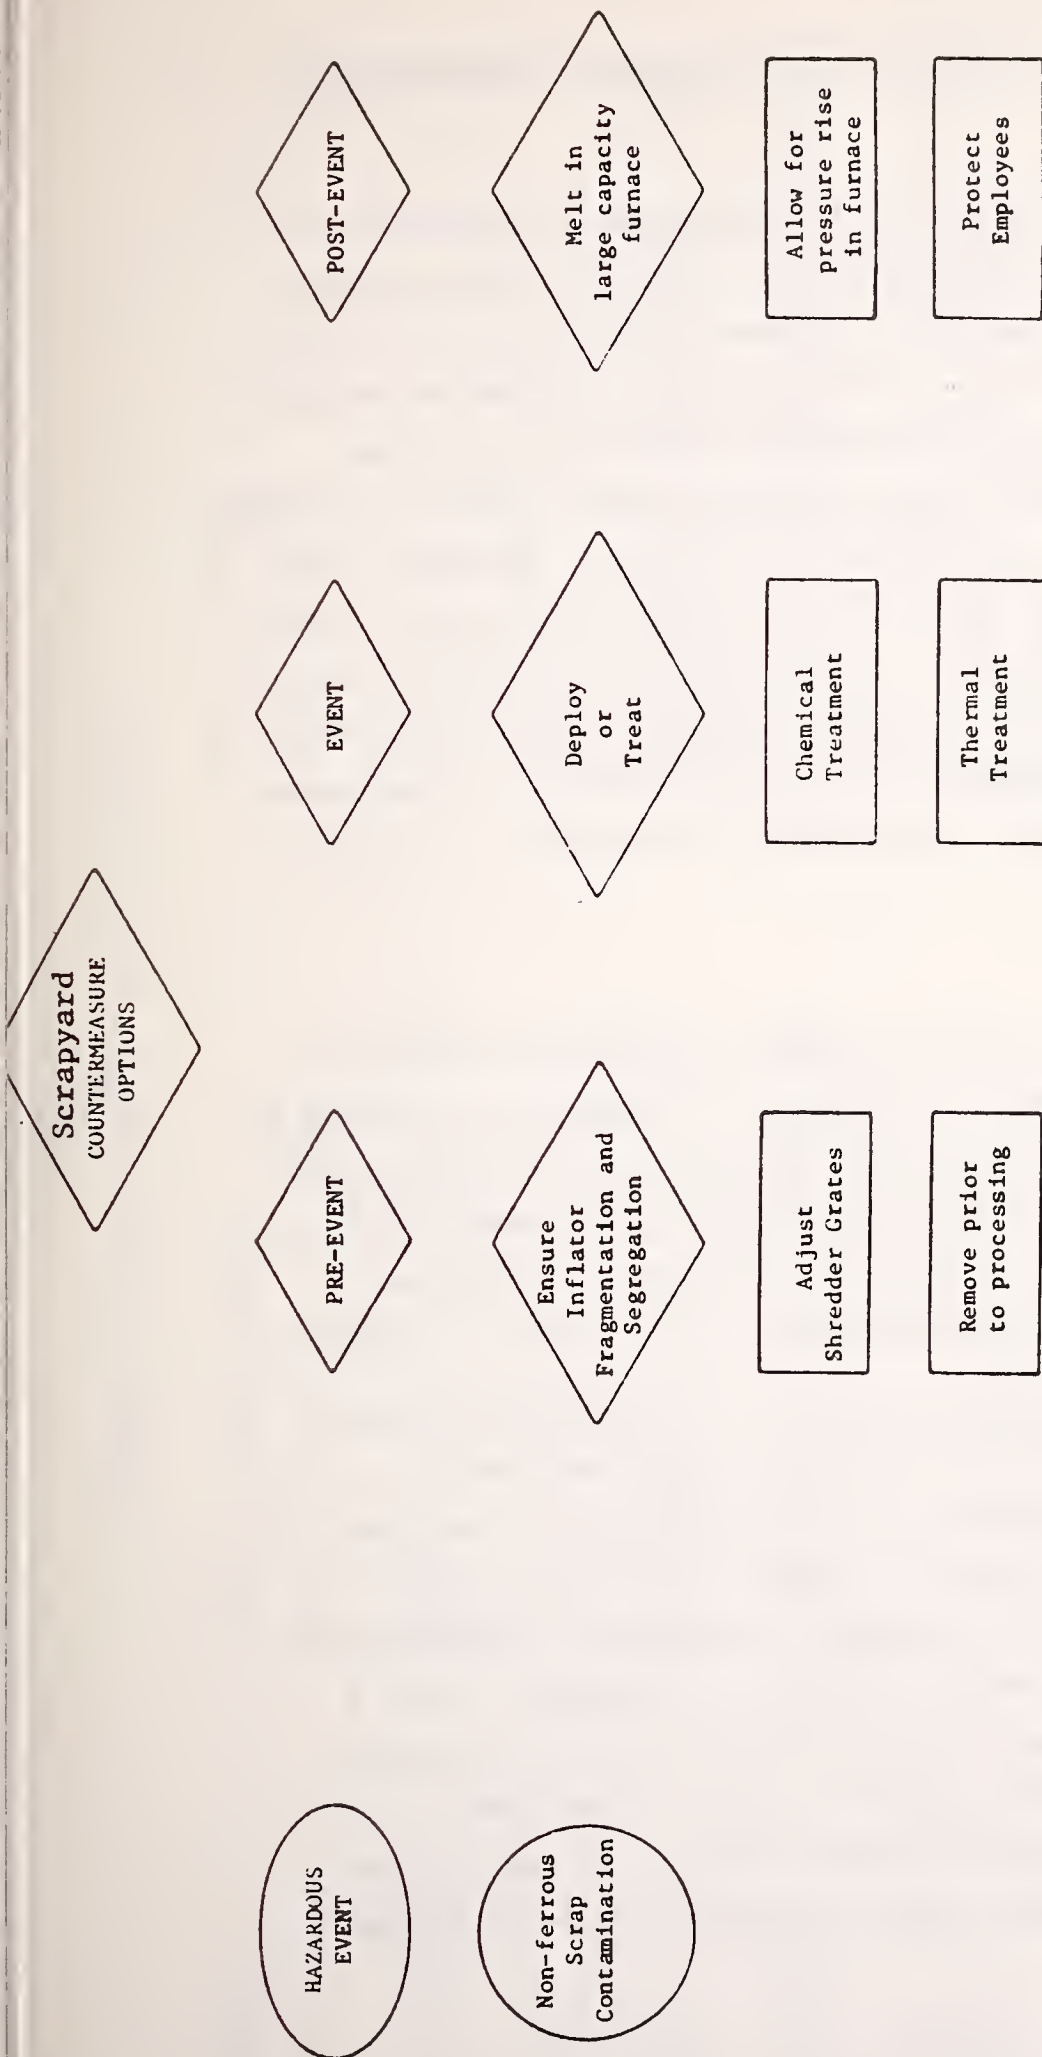 Scrapyard
COUNTERMEASURE
OPTIONS
HAZARDOUS
EVENT
PRE-EVENT
EVENT
POST-EVENT
Non-ferrous
Scrap
Contamination
Ensure
Inflator
Fragmentation and
Segregation
Deploy
or
Treat
Melt in
large capacity
furnace
Adjust
Shredder Grates
Chemical
Treatment
Allow for
pressure rise
in furnace
Remove prior
to processing
Thermal
Treatment
Protect
Employees